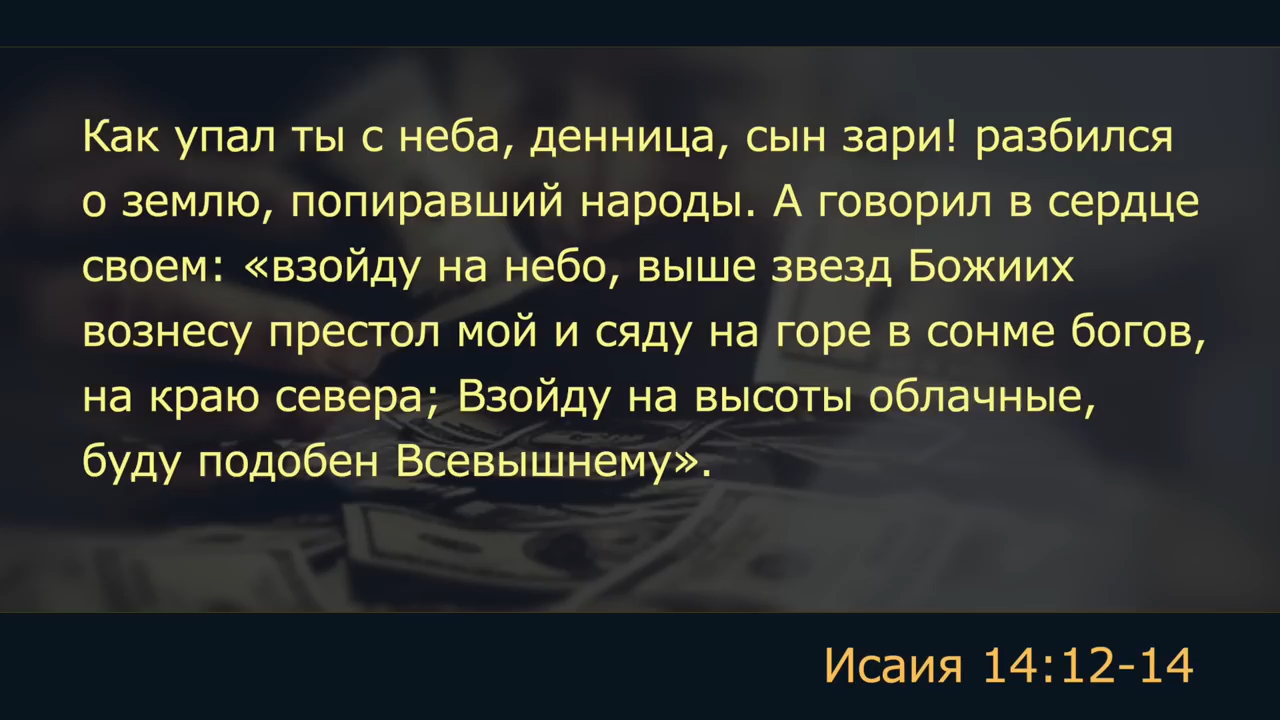 Как упал ты с неба, денница, сын зари! разбился
о землю, попиравший народы. А говорил в сердце
своем: «взойду на небо, выше звезд Божиих
вознесу престол мой и сяду на горе в сонме богов,
на краю севера; Взойду на высоты облачные,
буду подобен Всевышнему».
Исаия 14:12-14